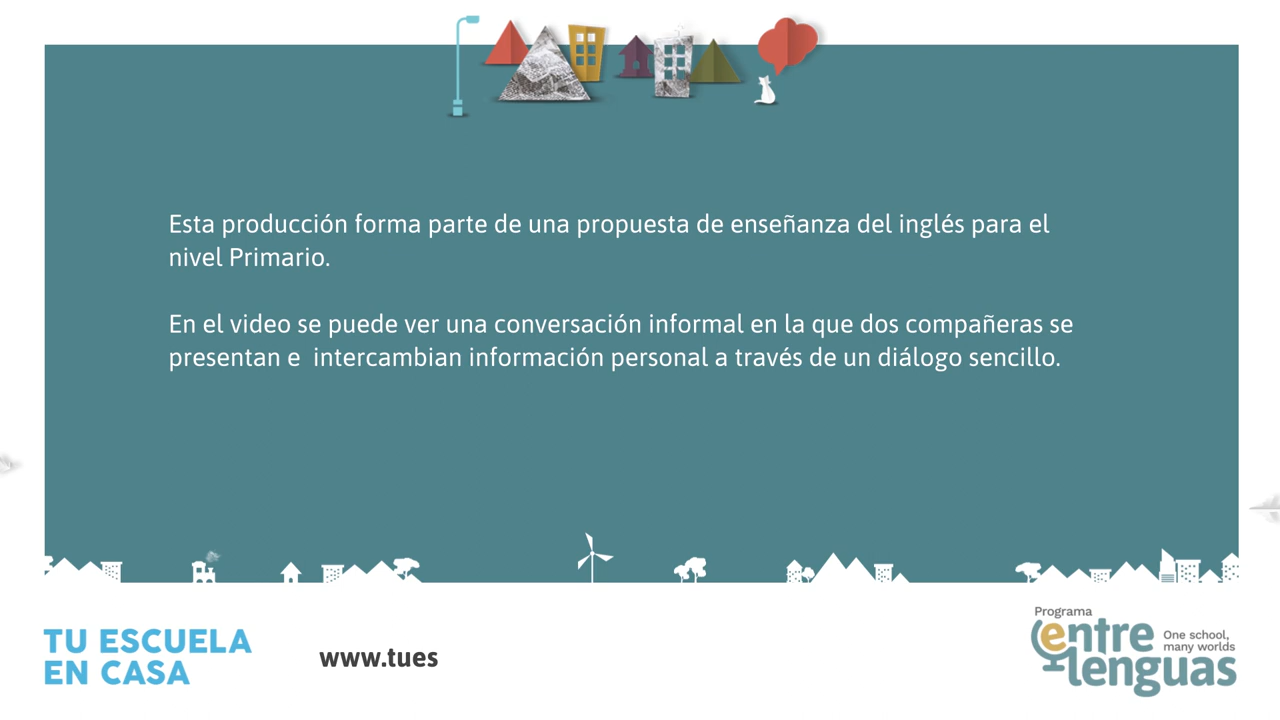 Esta producción forma parte de una propuesta de enseñanza del inglés para el
nivel Primario.
En el video se puede ver una conversación informal en la que dos compañeras se
presentan e  intercambian información personal a través de un diálogo sencillo.
TU ESCUELA
EN CASA
www.tues
Programa
entre
lenguas
One school,
many worlds